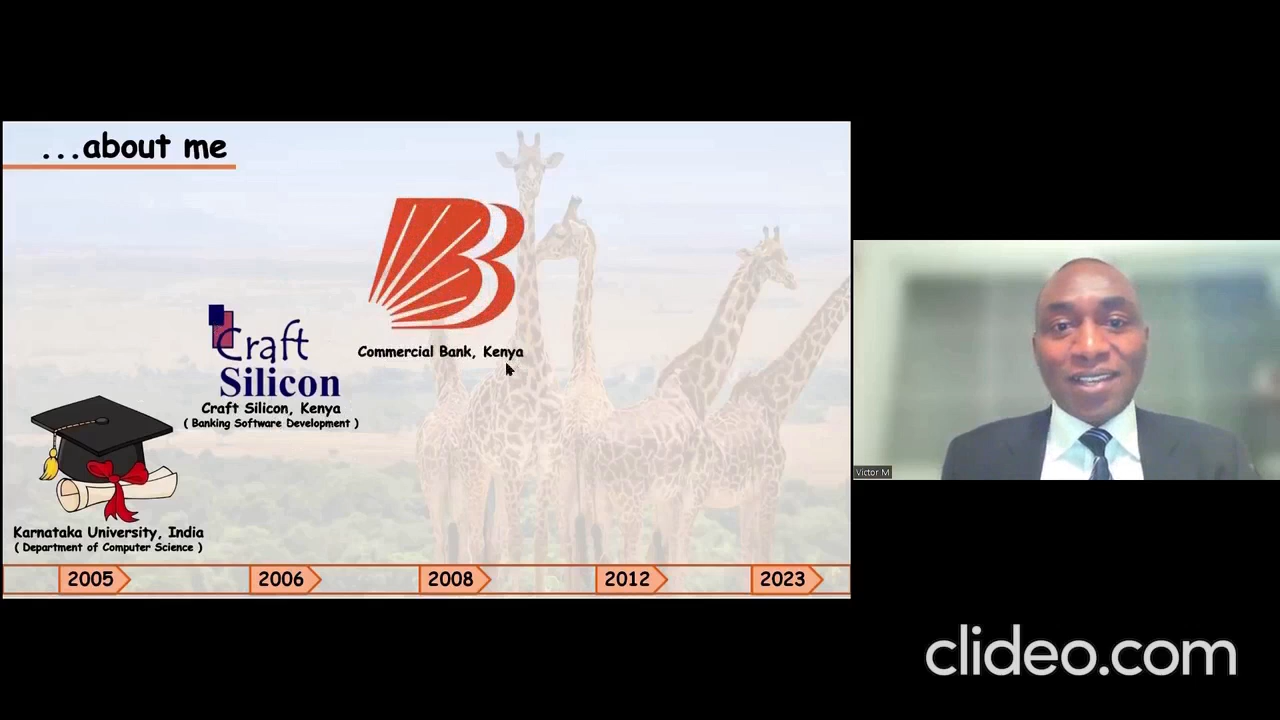 ...about me
Commercial Bank, Kenya
Craft
Silicon
Craft Silicon, Kenya
( Banking Software Development )
Karnataka University, India
( Department of Computer Science )
2005
2006
2008
2012
2023
Victor M
clideo.com